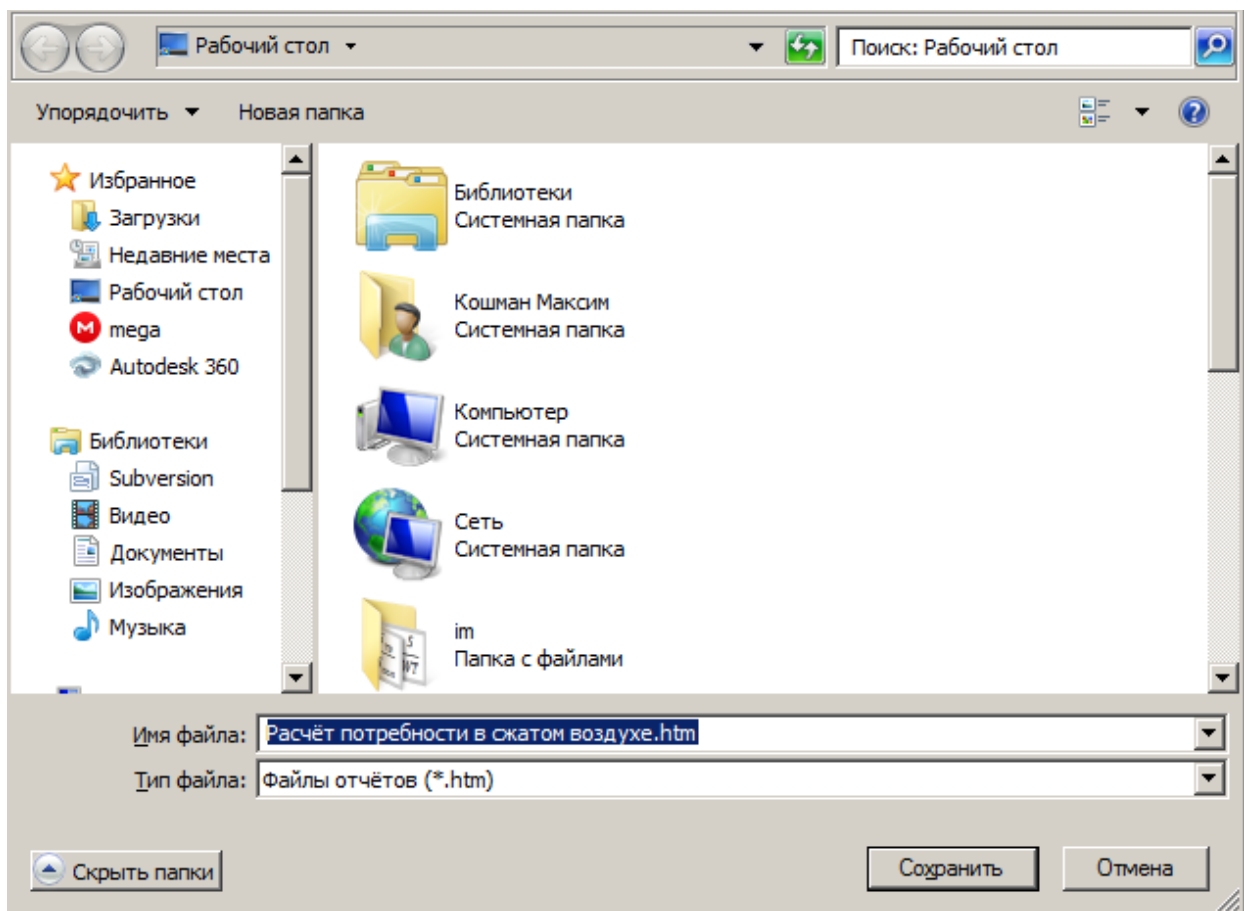 Рабочий стол
Поиск: Рабочий стол
Упорядочить
Новая папка
Избранное
Загрузки
Недавние места
Рабочий стол
mega
Autodesk 360
Библиотеки
Subversion
Видео
Документы
Изображения
Музыка
Библиотеки
Системная папка
Кошман Максим
Системная папка
Компьютер
Системная папка
Сеть
Системная папка
im
Папка с файлами
Имя файла: Расчёт потребности в сжатом воздухе.htm
Тип файла: Файлы отчётов (*.htm)
Скрыть папки
Сохранить
Отмена